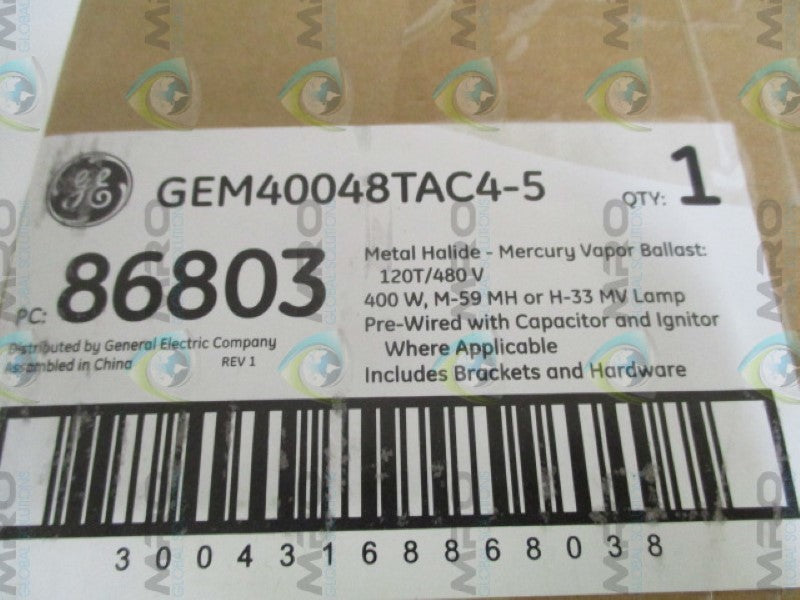 GE GEM40048TAC4-5 QTY: 1
PC: 86803
Metal Halide - Mercury Vapor Ballast:
120T/480 V
400 W, M-59 MH or H-33 MV Lamp
Pre-Wired with Capacitor and Ignitor
Where Applicable
Includes Brackets and Hardware
Distributed by General Electric Company
Assembled in China REV 1
3 0 0 4 3 1 6 8 8 6 8 0 3 8
MRO
GLOBAL SOLUTIONS